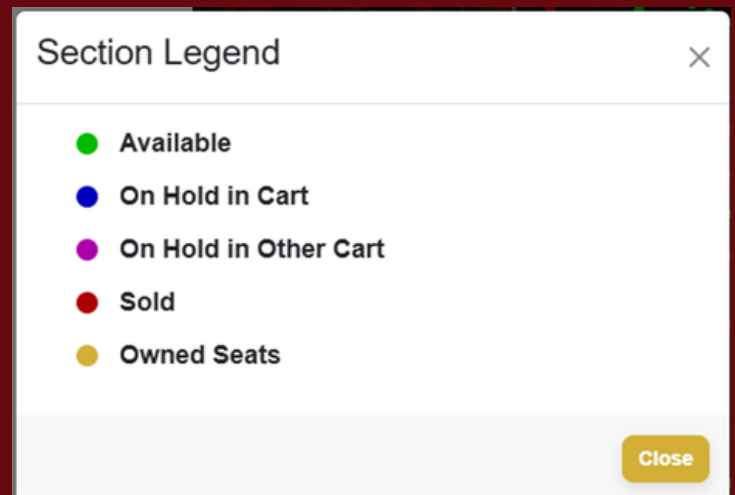 Section Legend
Available
On Hold in Cart
On Hold in Other Cart
Sold
Owned Seats
Close